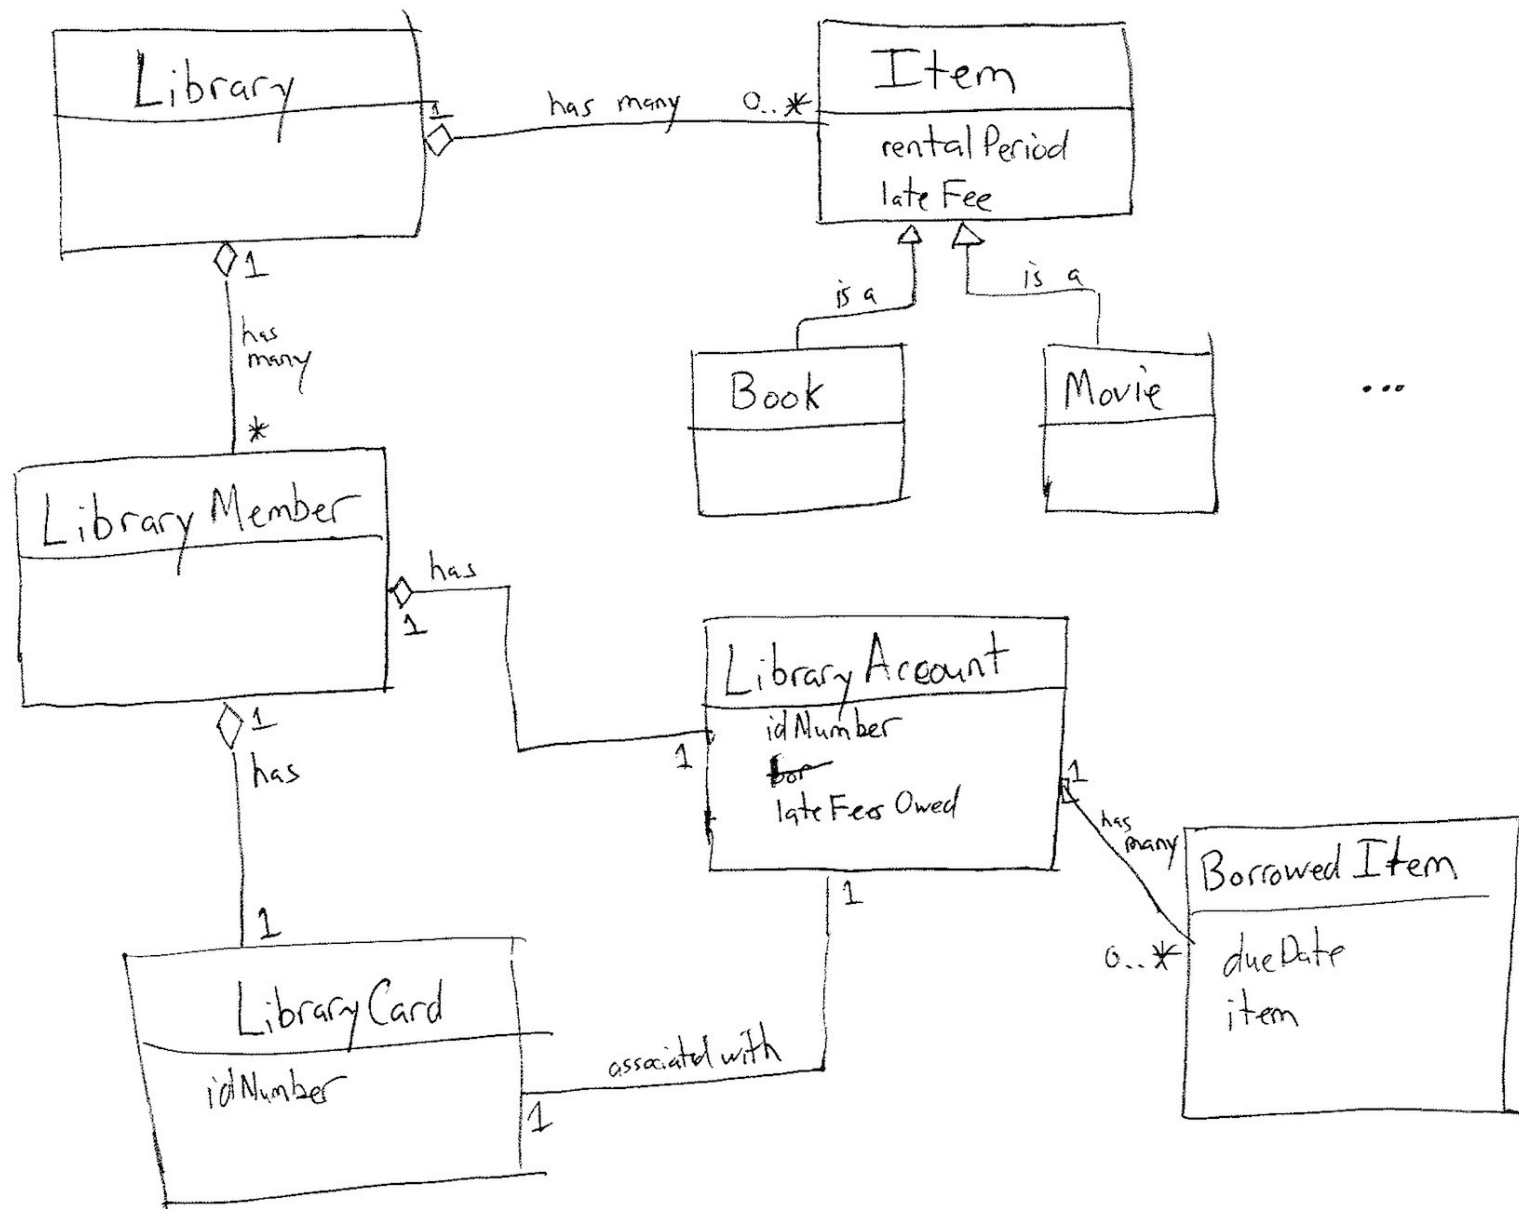 Library
1
has many
0..*
Item
rentalPeriod
lateFee
1
has
many
*
is a
is a
Book
Movie
...
Library Member
has
1
1
has
1
Library Account
idNumber
bor
lateFees Owed
1
1
has
many
0..*
Borrowed Item
dueDate
item
1
Library Card
idNumber
associated with
1
1